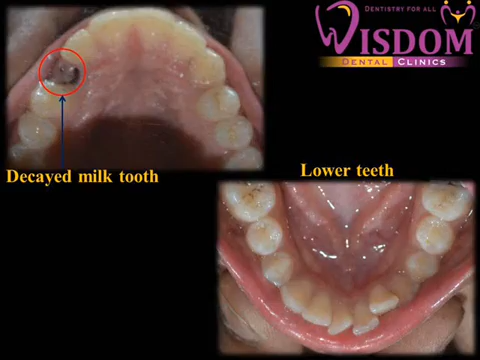 DENTISTRY FOR ALL
WISDOM
DENTAL CLINICS
Decayed milk tooth
Lower teeth